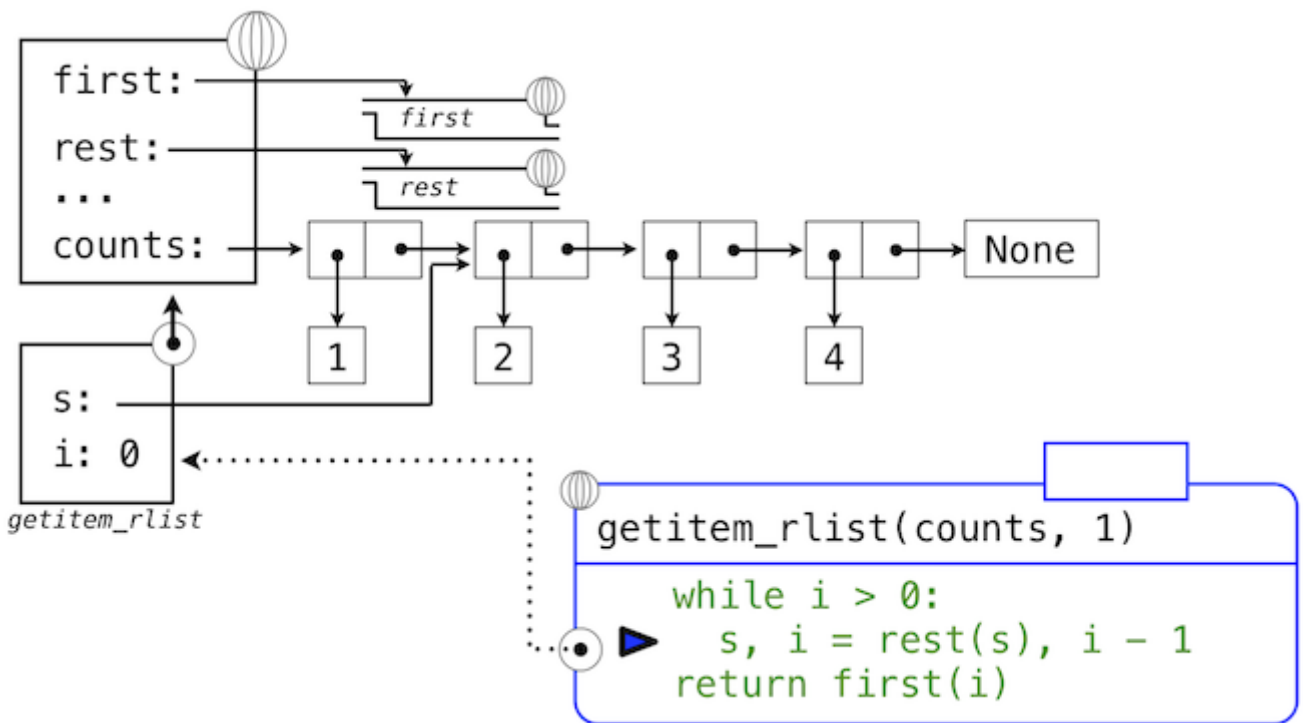 first:
first
rest:
rest
...
counts:
None
1
2
3
4
s:
i: 0
getitem_rlist
getitem_rlist(counts, 1)
while i > 0:
s, i = rest(s), i – 1
return first(i)